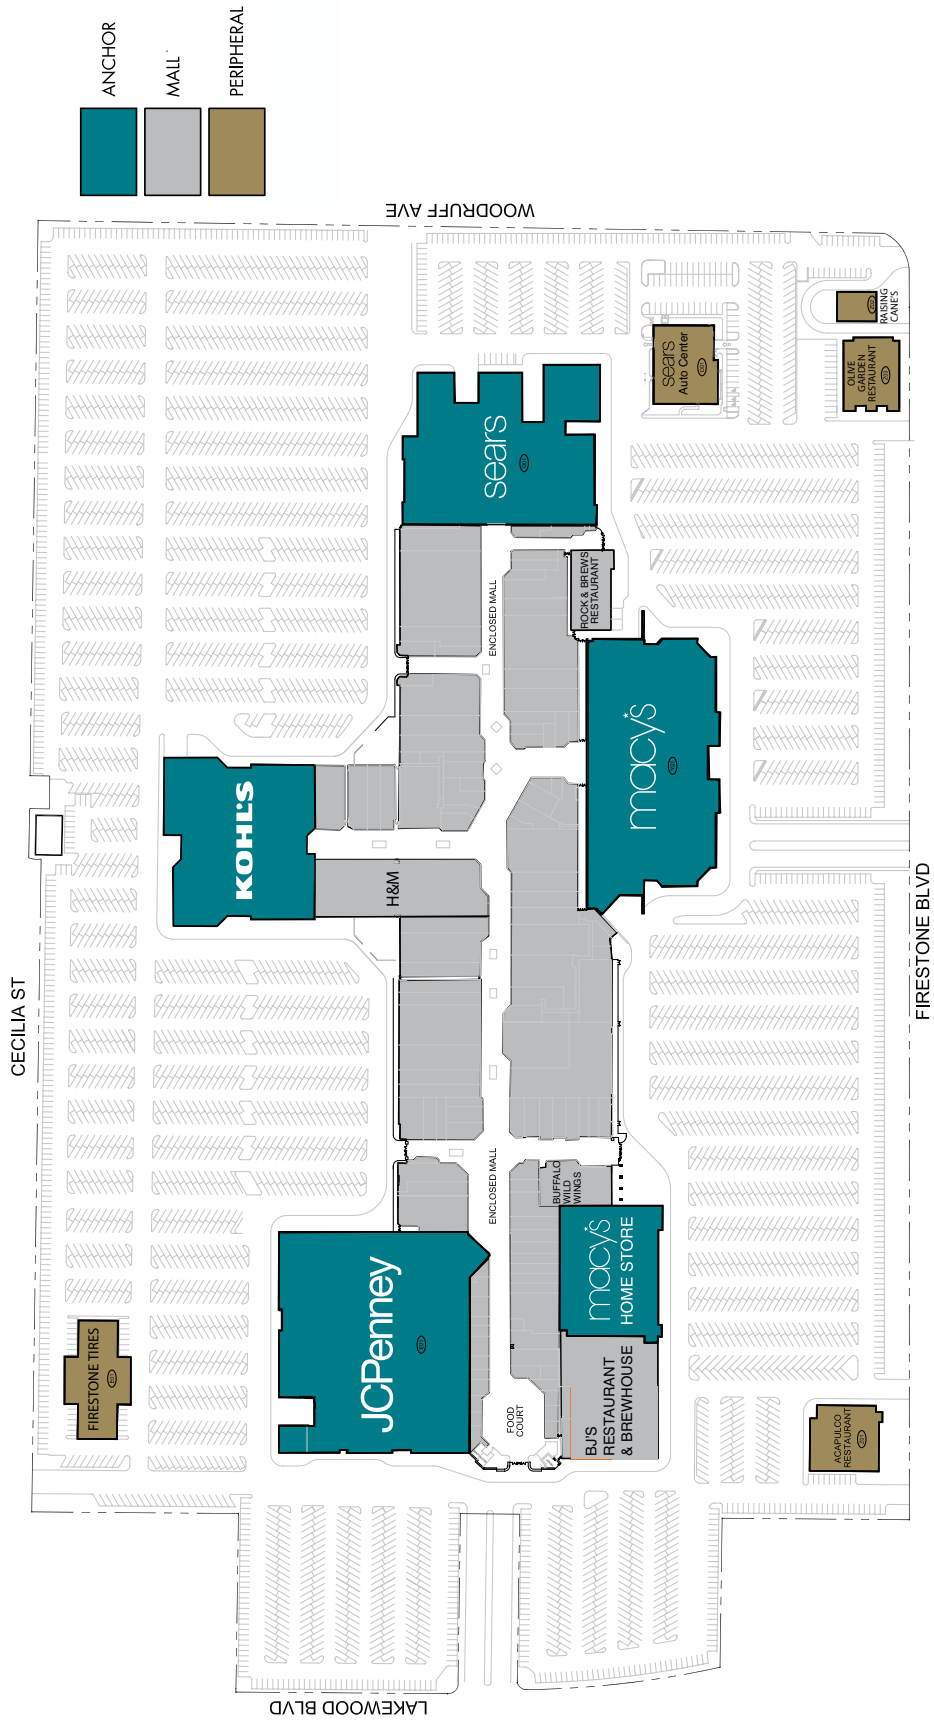 ANCHOR
MALL
PERIPHERAL
WOODRUFF AVE
CECILIA ST
FIRESTONE BLVD
LAKEWOOD BLVD
sears
sears
Auto Center
RAISING
CANE'S
OLIVE
GARDEN
RESTAURANT
ENCLOSED MALL
ROCK & BREWS
RESTAURANT
macy's
KOHL'S
H&M
ENCLOSED MALL
BUFFALO
WILD
WINGS
macy's
HOME STORE
JCPenney
FOOD
COURT
BJ'S
RESTAURANT
& BREWHOUSE
FIRESTONE TIRES
ACAPULCO
RESTAURANT